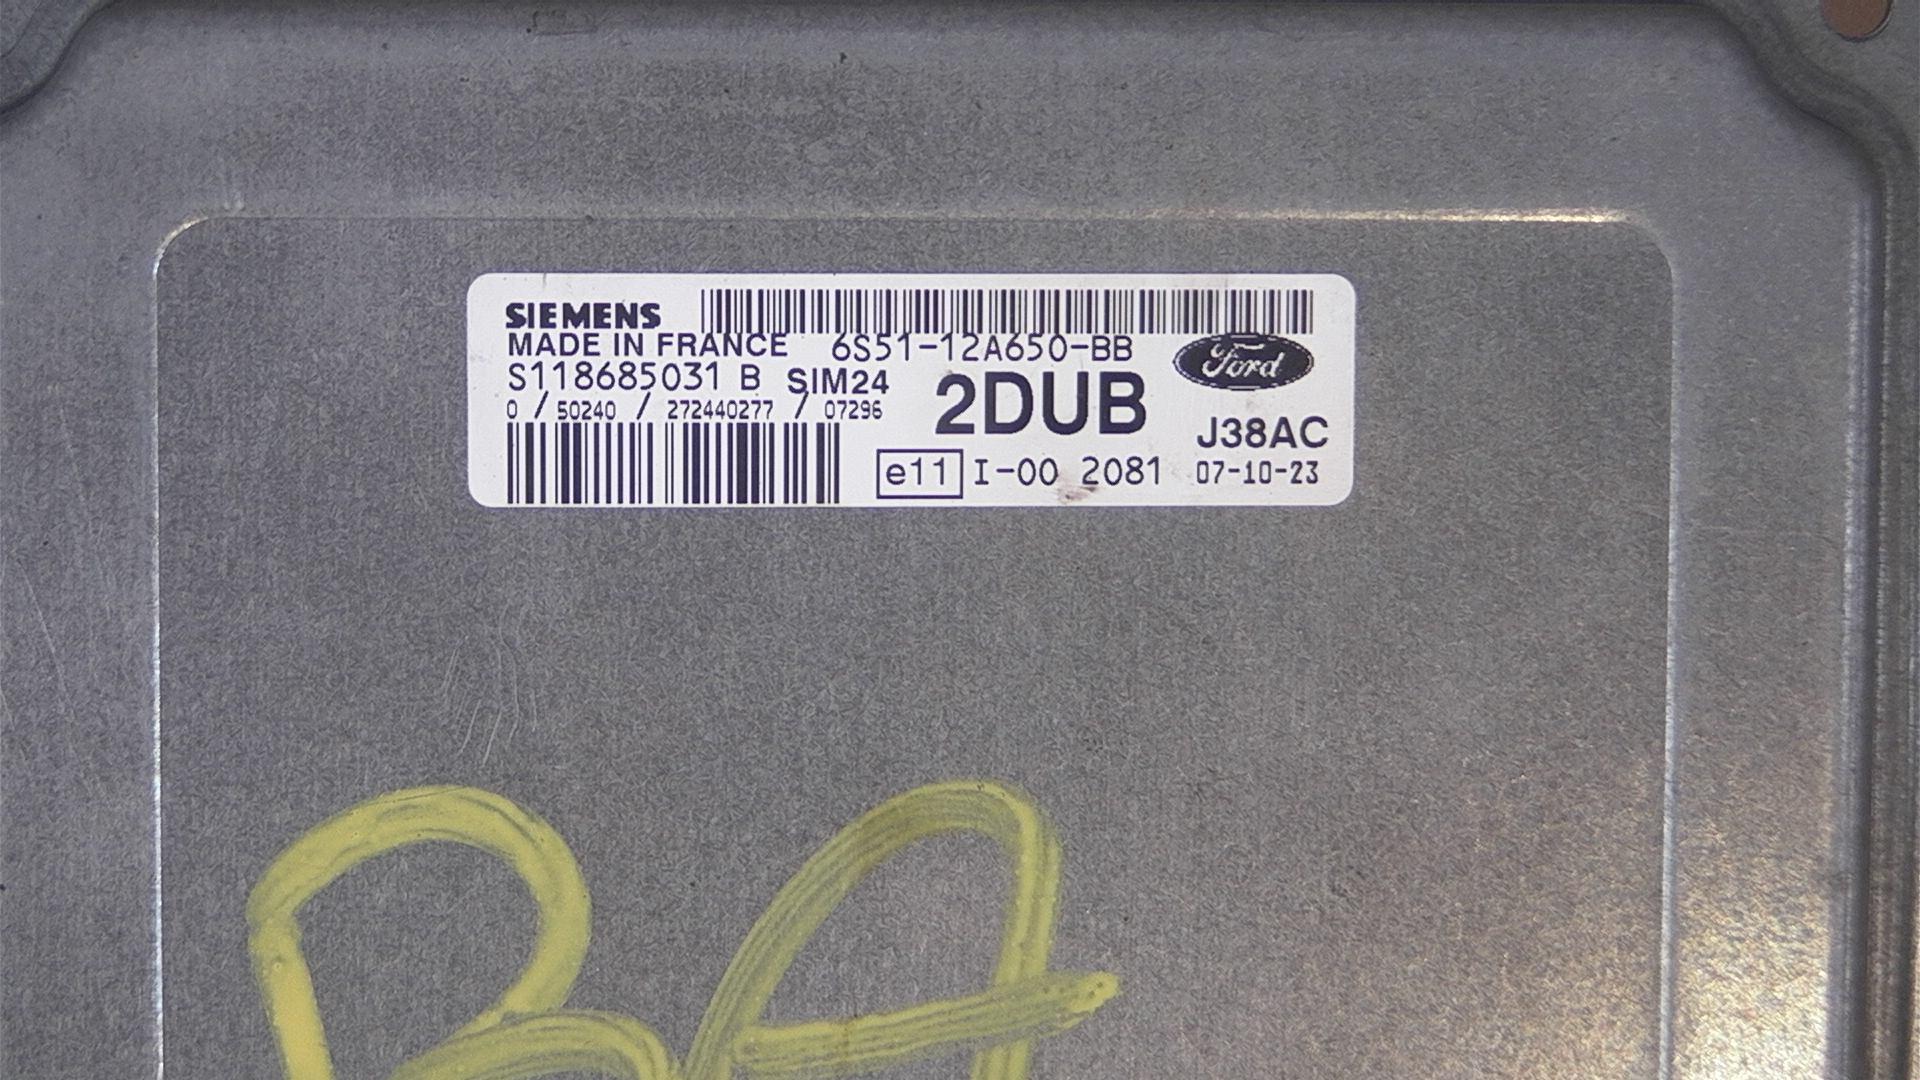 SIEMENS
MADE IN FRANCE 6S51-12A650-BB
Ford
S118685031 B SIM24
2DUB
0 / 50240 / 272440277 / 07296
J38AC
e11 I-00 2081 07-10-23
BA